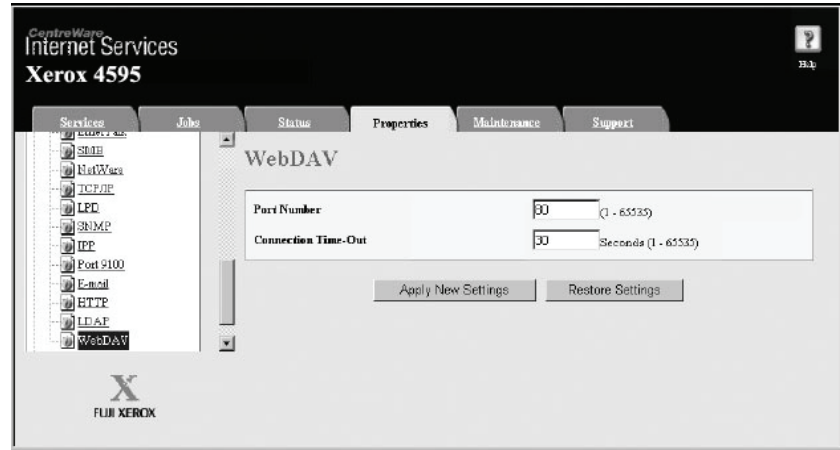 CentreWare
Internet Services
Xerox 4595
?
Help
Services Jobs Status Properties Maintenance Support
EtherTalk
SMB
NetWare
TCP/IP
LPD
SNMP
IPP
Port 9100
E-mail
HTTP
LDAP
WebDAV
WebDAV
Port Number 80 (1 - 65535)
Connection Time-Out 30 Seconds (1 - 65535)
Apply New Settings Restore Settings
X
FUJI XEROX